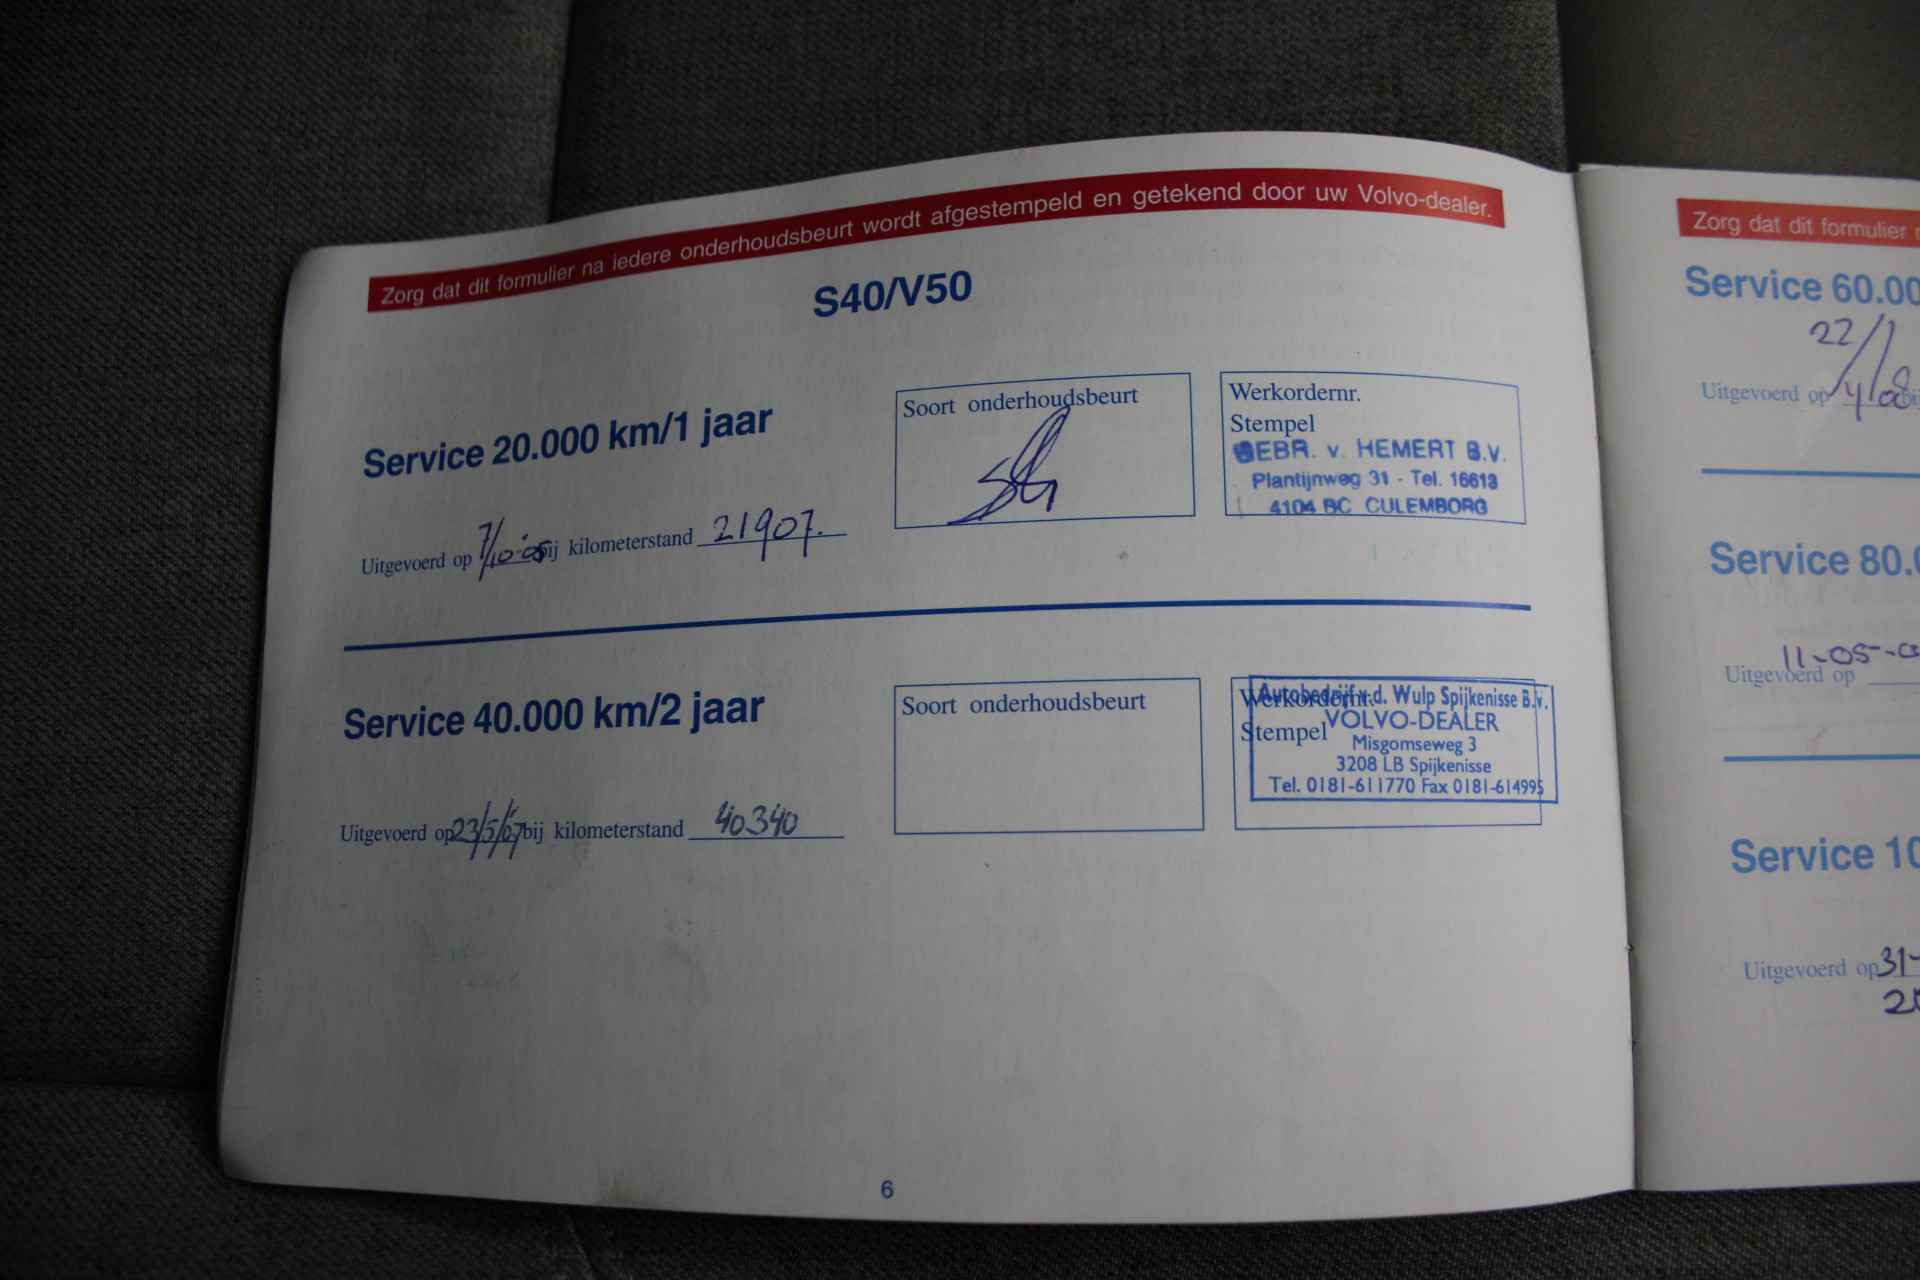 Zorg dat dit formulier na iedere onderhoudsbeurt wordt afgestempeld en getekend door uw Volvo-dealer.
S40/V50
Service 20.000 km/1 jaar
Soort onderhoudsbeurt
Werkordernr.
Stempel
GEBR. v. HEMERT B.V.
Plantijnweg 31 - Tel. 16613
4104 BC CULEMBORG
Uitgevoerd op 7/10-'05 bij kilometerstand 21907.
Service 40.000 km/2 jaar
Soort onderhoudsbeurt
Werkordernr.
Stempel
Autobedrijf v.d. Wulp Spijkenisse B.V.
VOLVO-DEALER
Misgomseweg 3
3208 LB Spijkenisse
Tel. 0181-611770 Fax 0181-614995
Uitgevoerd op 23/5/07 bij kilometerstand 40340
6
Zorg dat dit formulier
Service 60.00
22/4/08
Uitgevoerd op
Service 80.0
11-05-0
Uitgevoerd op
Service 10
Uitgevoerd op 31-